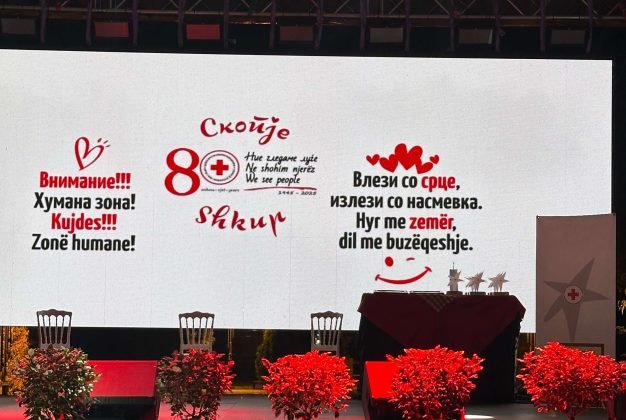 Внимание!!!
Хумана зона!
Kujdes!!!
Zonë humane!
Скопје
80
Ние гледаме луѓе
Ne shohim njerëz
We see people
1945 - 2025
Shkup
Влези со срце,
излези со насмевка.
Hyr me zemër,
dil me buzëqeshje.